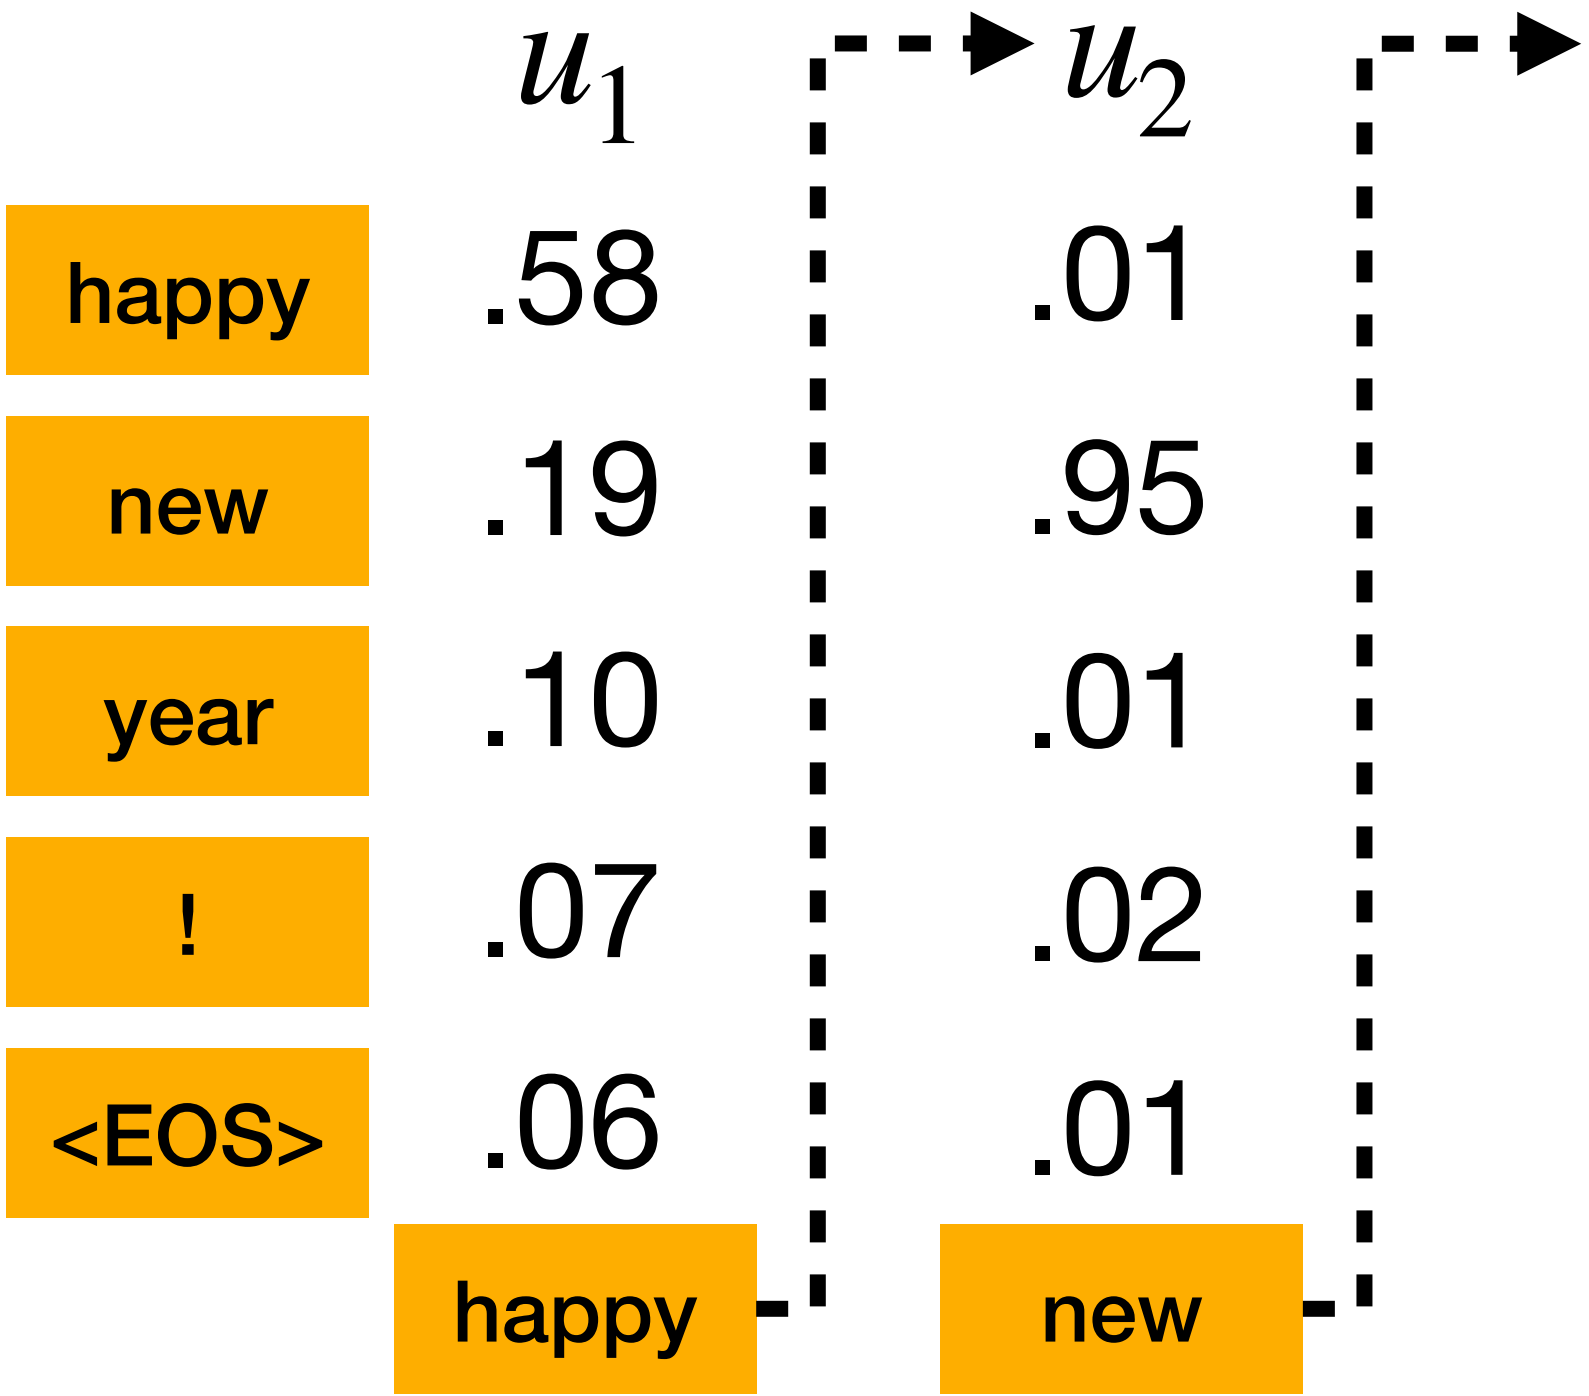 u₁ u₂
happy .58 .01
new .19 .95
year .10 .01
! .07 .02
<EOS> .06 .01
happy new